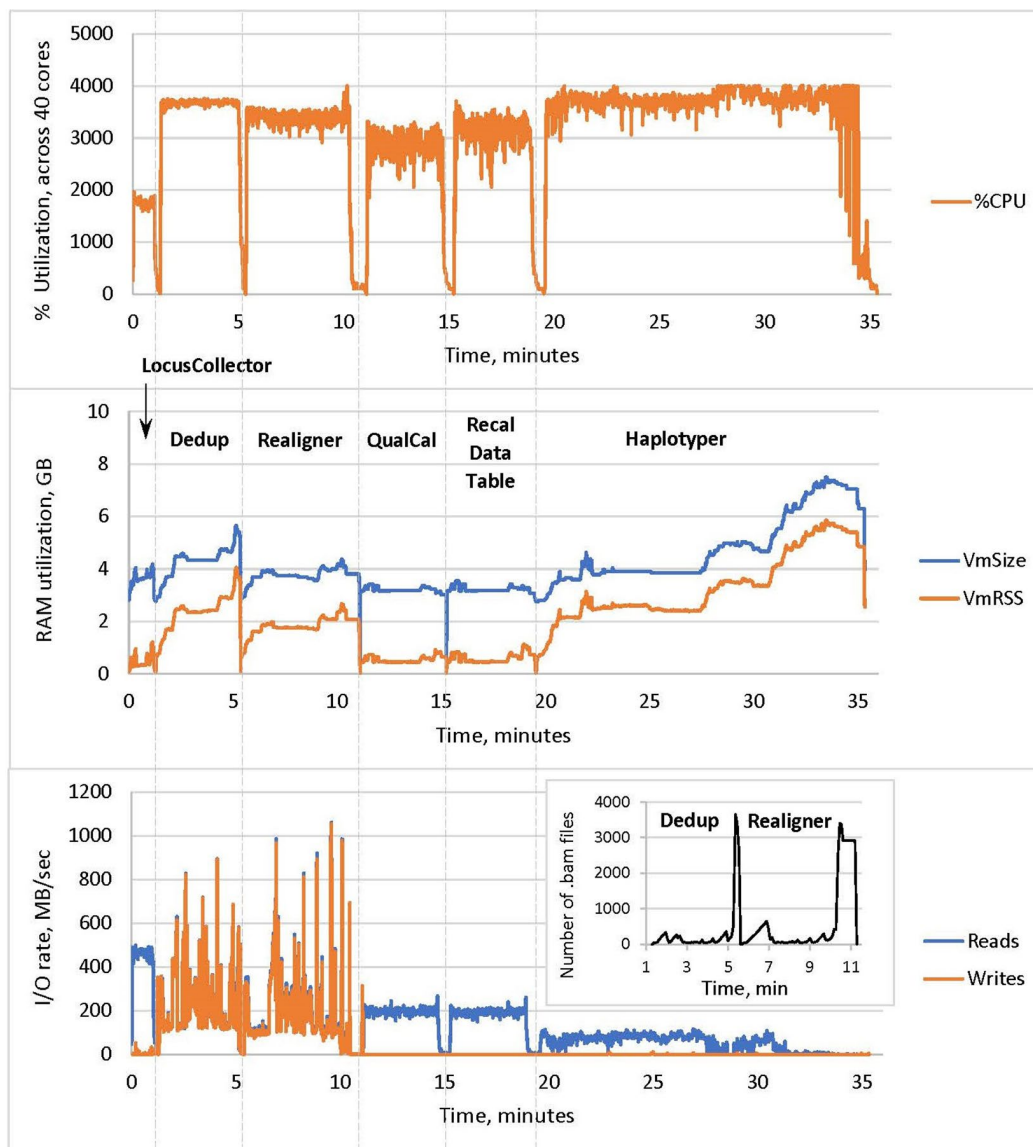 % Utilization, across 40 cores
5000
4000
3000
2000
1000
0
0 5 10 15 20 25 30 35
Time, minutes
%CPU
LocusCollector
RAM utilization, GB
10
8
6
4
2
0
Dedup Realigner QualCal Recal Data Table Haplotyper
0 5 10 15 20 25 30 35
Time, minutes
VmSize
VmRSS
I/O rate, MB/sec
1200
1000
800
600
400
200
0
0 5 10 15 20 25 30 35
Time, minutes
Number of .bam files
4000
3000
2000
1000
0
Dedup Realigner
1 3 5 7 9 11
Time, min
Reads
Writes